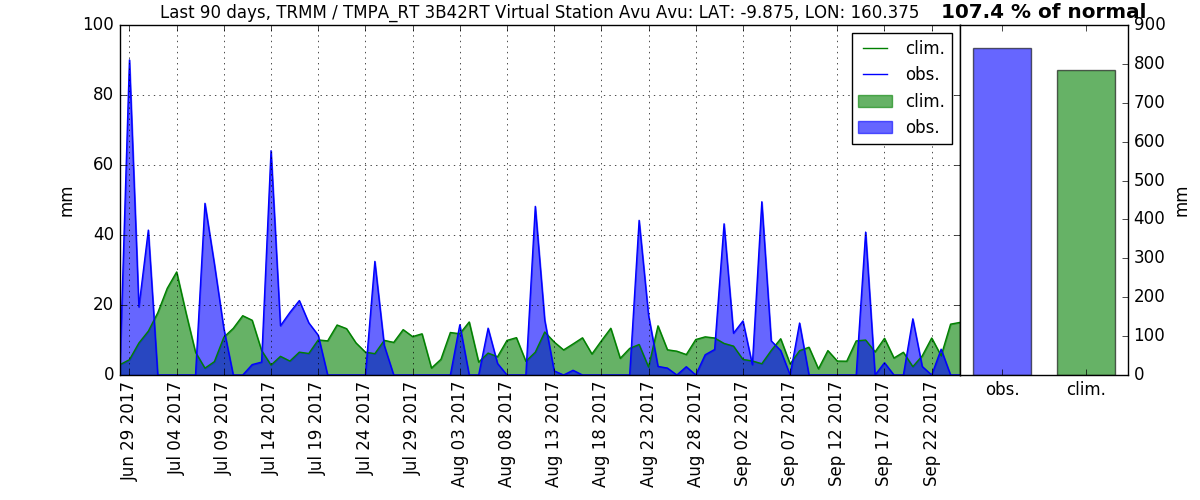 Last 90 days, TRMM / TMPA_RT 3B42RT Virtual Station Avu Avu: LAT: -9.875, LON: 160.375
107.4 % of normal
100
80
60
40
20
0
mm
clim.
obs.
clim.
obs.
Jun 29 2017
Jul 04 2017
Jul 09 2017
Jul 14 2017
Jul 19 2017
Jul 24 2017
Jul 29 2017
Aug 03 2017
Aug 08 2017
Aug 13 2017
Aug 18 2017
Aug 23 2017
Aug 28 2017
Sep 02 2017
Sep 07 2017
Sep 12 2017
Sep 17 2017
Sep 22 2017
900
800
700
600
500
400
300
200
100
0
mm
obs.
clim.